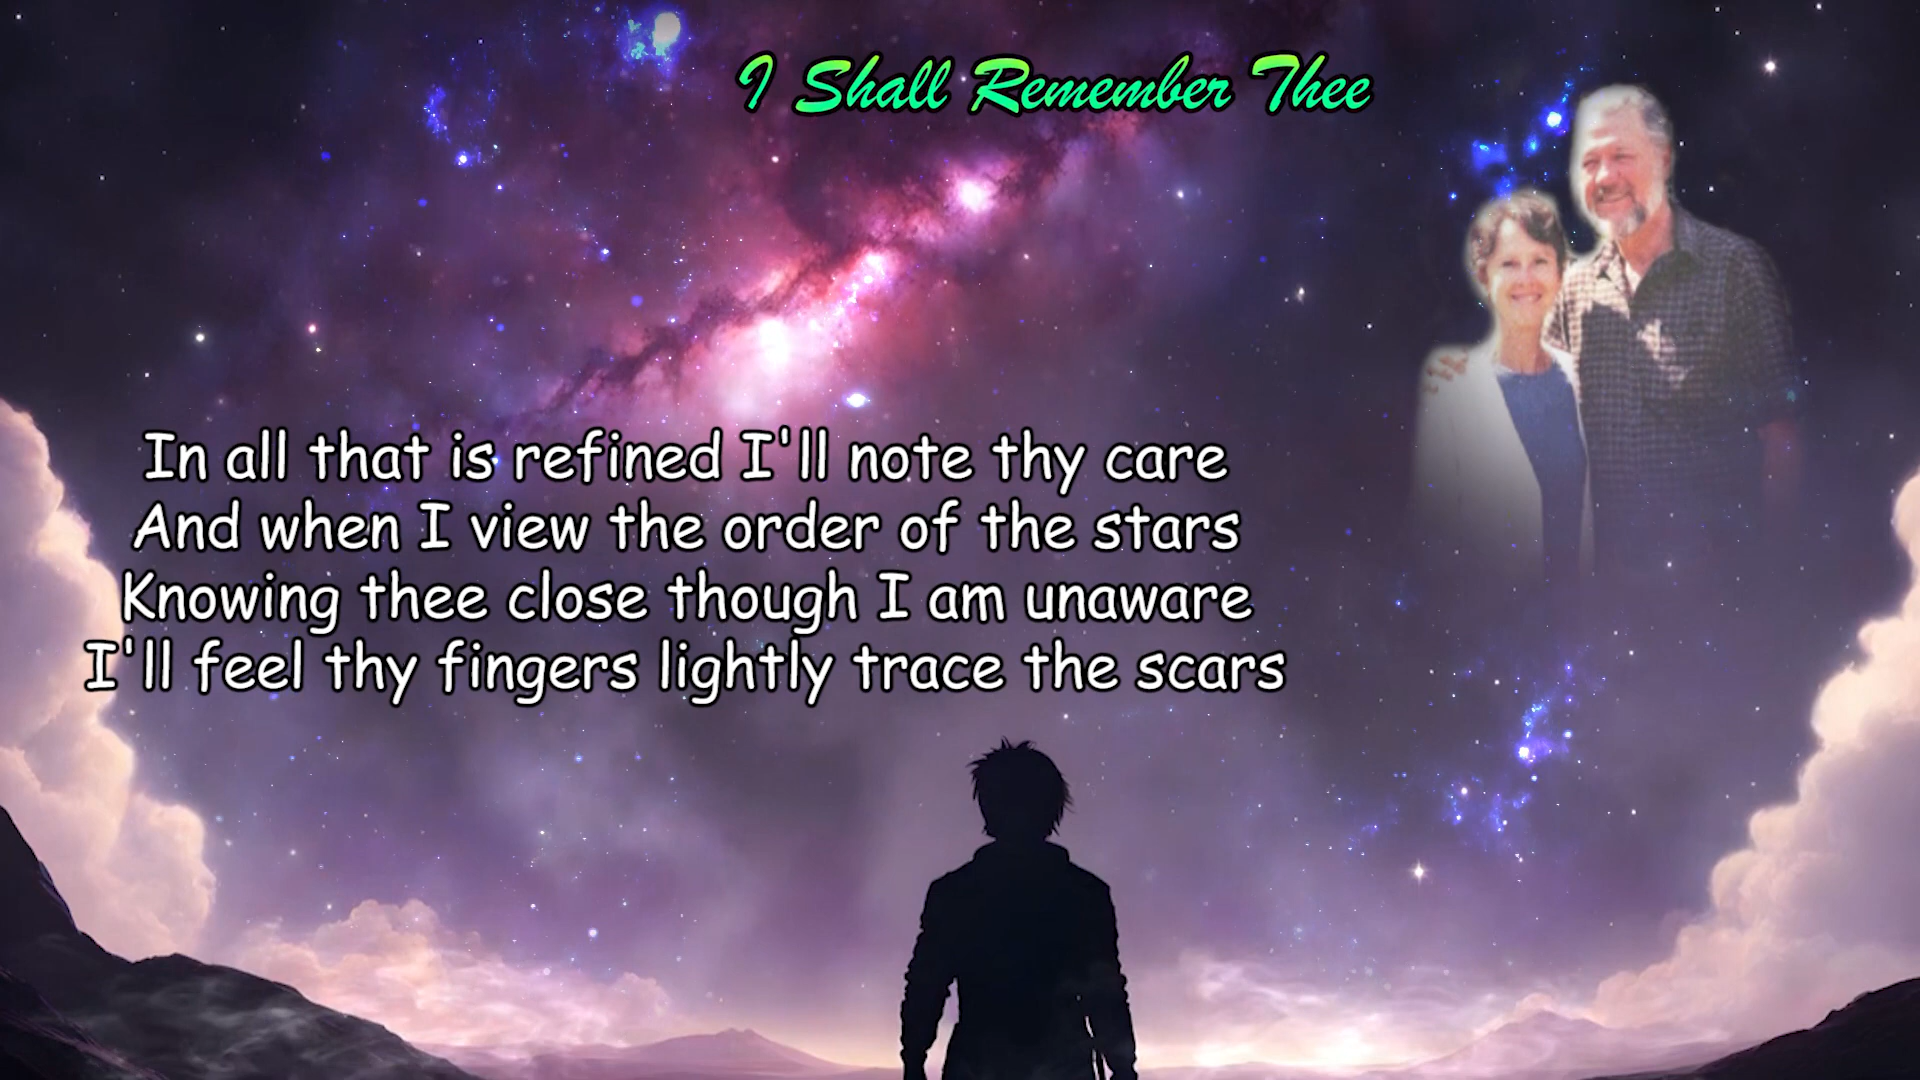 I Shall Remember Thee
In all that is refined I'll note thy care
And when I view the order of the stars
Knowing thee close though I am unaware
I'll feel thy fingers lightly trace the scars